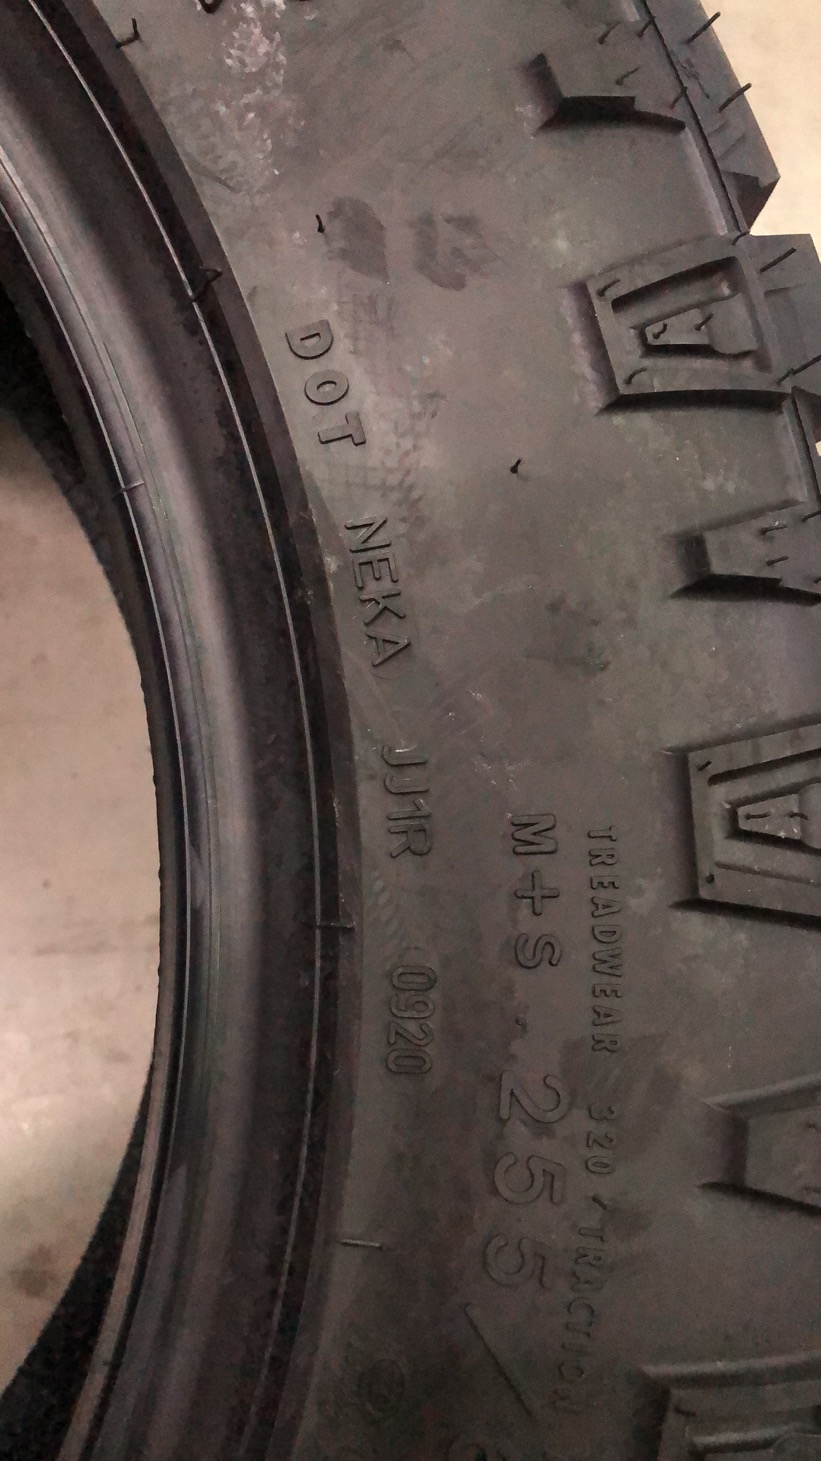 DOT NEKA JJ1R 0920
M+S 255/
TREADWEAR 320 TRACTION